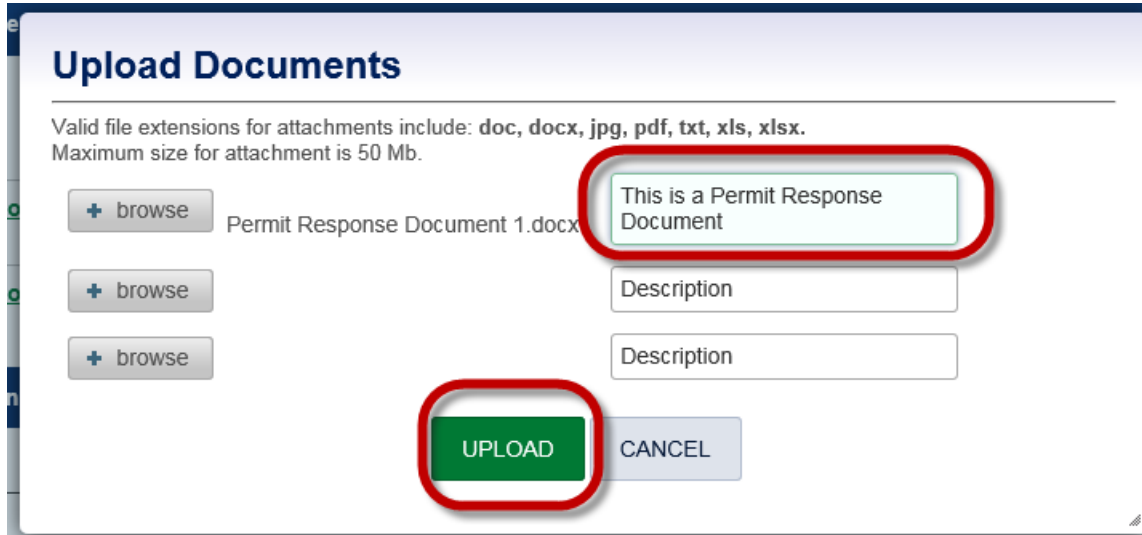 Upload Documents
Valid file extensions for attachments include: doc, docx, jpg, pdf, txt, xls, xlsx.
Maximum size for attachment is 50 Mb.
+ browse
Permit Response Document 1.docx
This is a Permit Response
Document
+ browse
Description
+ browse
Description
UPLOAD
CANCEL